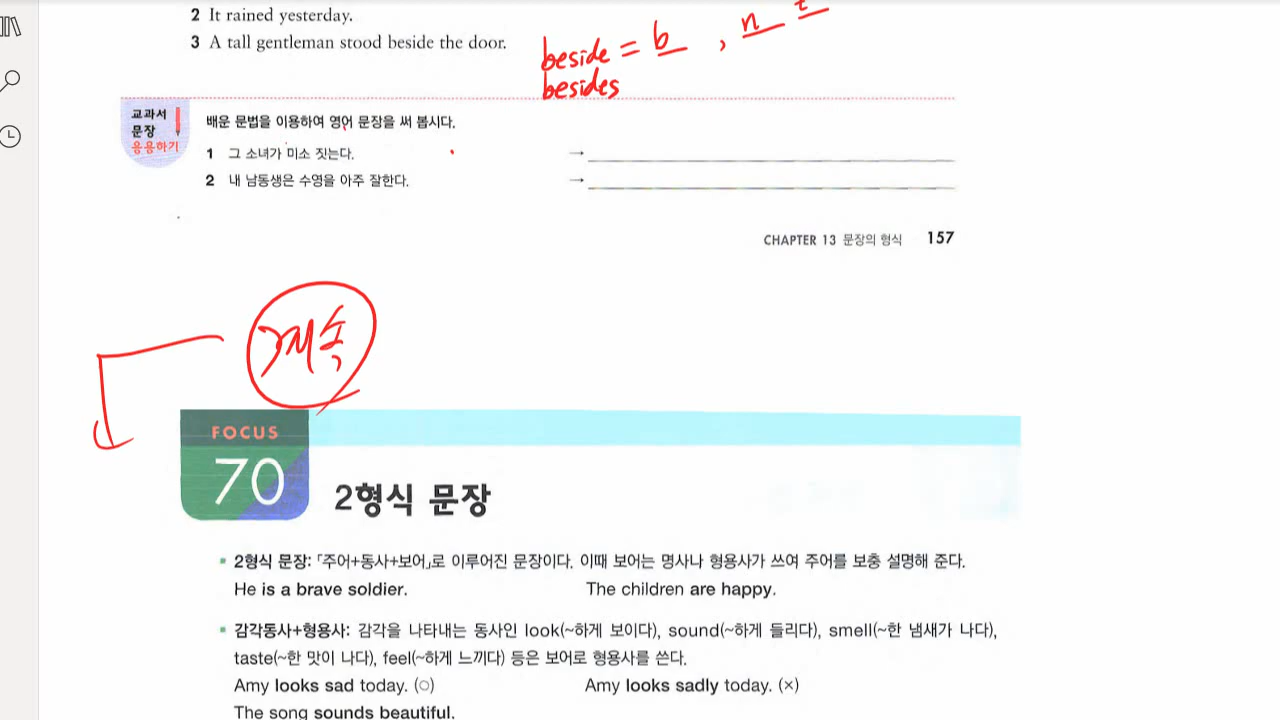 2 It rained yesterday.
3 A tall gentleman stood beside the door.
beside = b , n t
besides
교과서
문장
응용하기
배운 문법을 이용하여 영어 문장을 써 봅시다.
1 그 소녀가 미소 짓는다. →
2 내 남동생은 수영을 아주 잘한다. →
CHAPTER 13 문장의 형식 157
계속
FOCUS
70
2형식 문장
• 2형식 문장: 「주어+동사+보어」로 이루어진 문장이다. 이때 보어는 명사나 형용사가 쓰여 주어를 보충 설명해 준다.
He is a brave soldier. The children are happy.
• 감각동사+형용사: 감각을 나타내는 동사인 look(~하게 보이다), sound(~하게 들리다), smell(~한 냄새가 나다),
taste(~한 맛이 나다), feel(~하게 느끼다) 등은 보어로 형용사를 쓴다.
Amy looks sad today. (○) Amy looks sadly today. (×)
The song sounds beautiful.